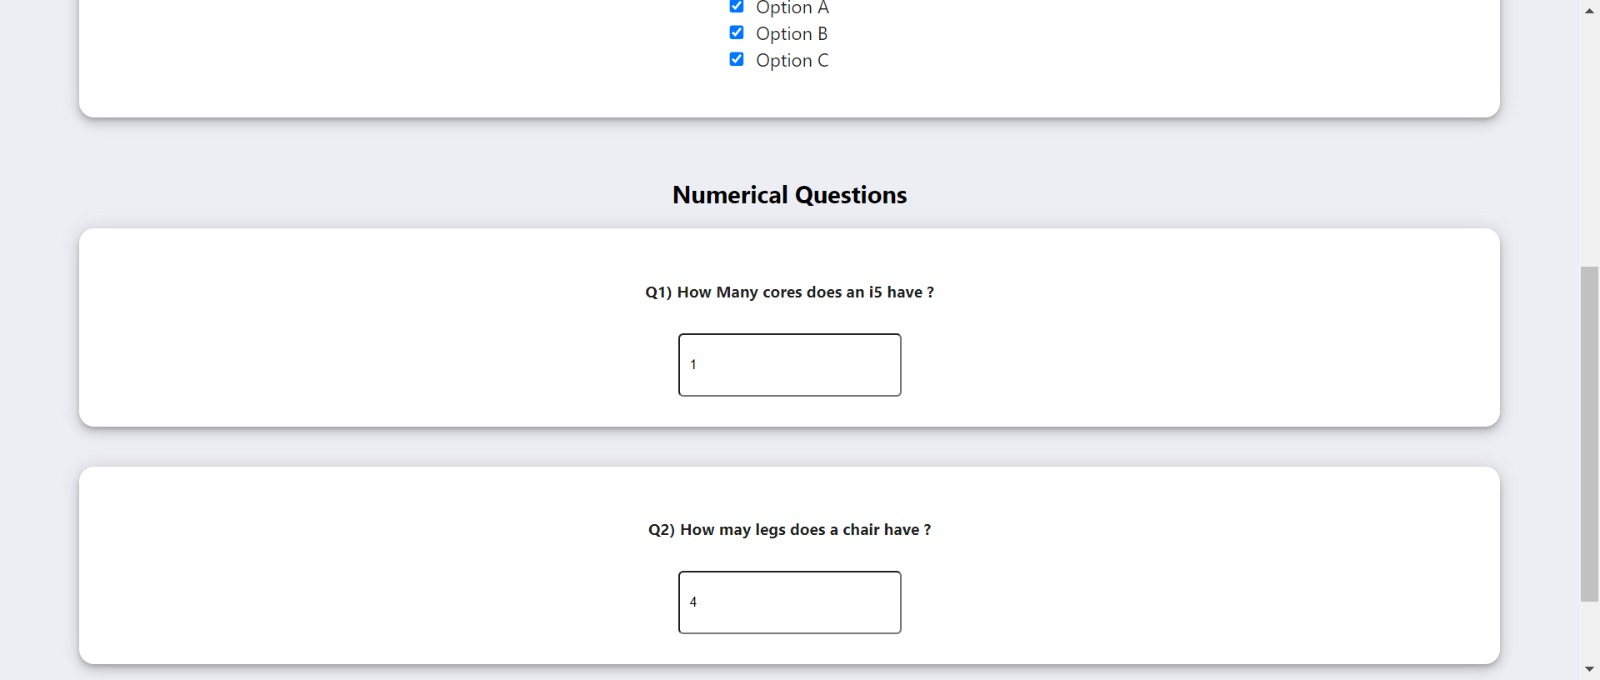 Option A
Option B
Option C
Numerical Questions
Q1) How Many cores does an i5 have ?
1
Q2) How may legs does a chair have ?
4